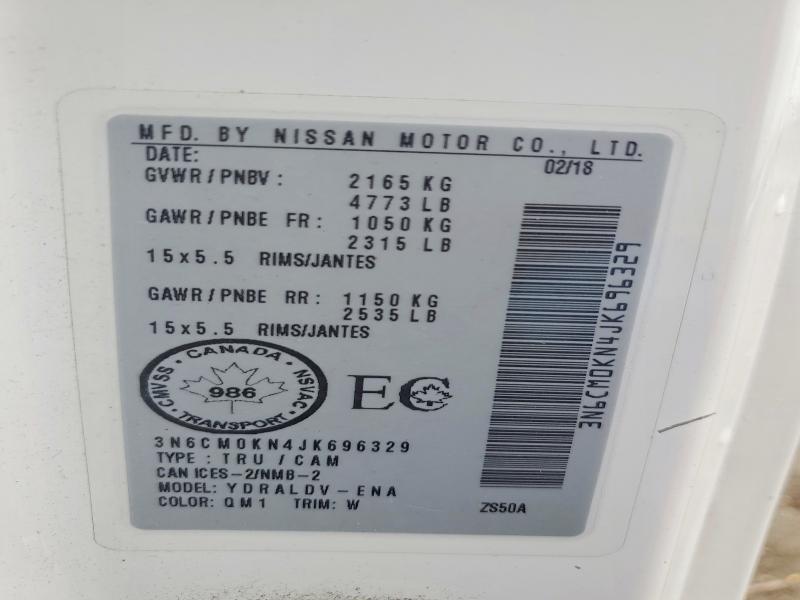 MFD. BY NISSAN MOTOR CO., LTD.
DATE: 02/18
GVWR/PNBV: 2165 KG
4773 LB
GAWR/PNBE FR: 1050 KG
2315 LB
15x5.5 RIMS/JANTES
GAWR/PNBE RR: 1150 KG
2535 LB
15x5.5 RIMS/JANTES
CANADA
CMVSS 986 NSVAC
TRANSPORT
EC
3N6CM0KN4JK696329
TYPE: TRU/CAM
CAN ICES-2/NMB-2
MODEL: YDRALDV-ENA
COLOR: QM1 TRIM: W
ZS50A
3N6CM0KN4JK696329